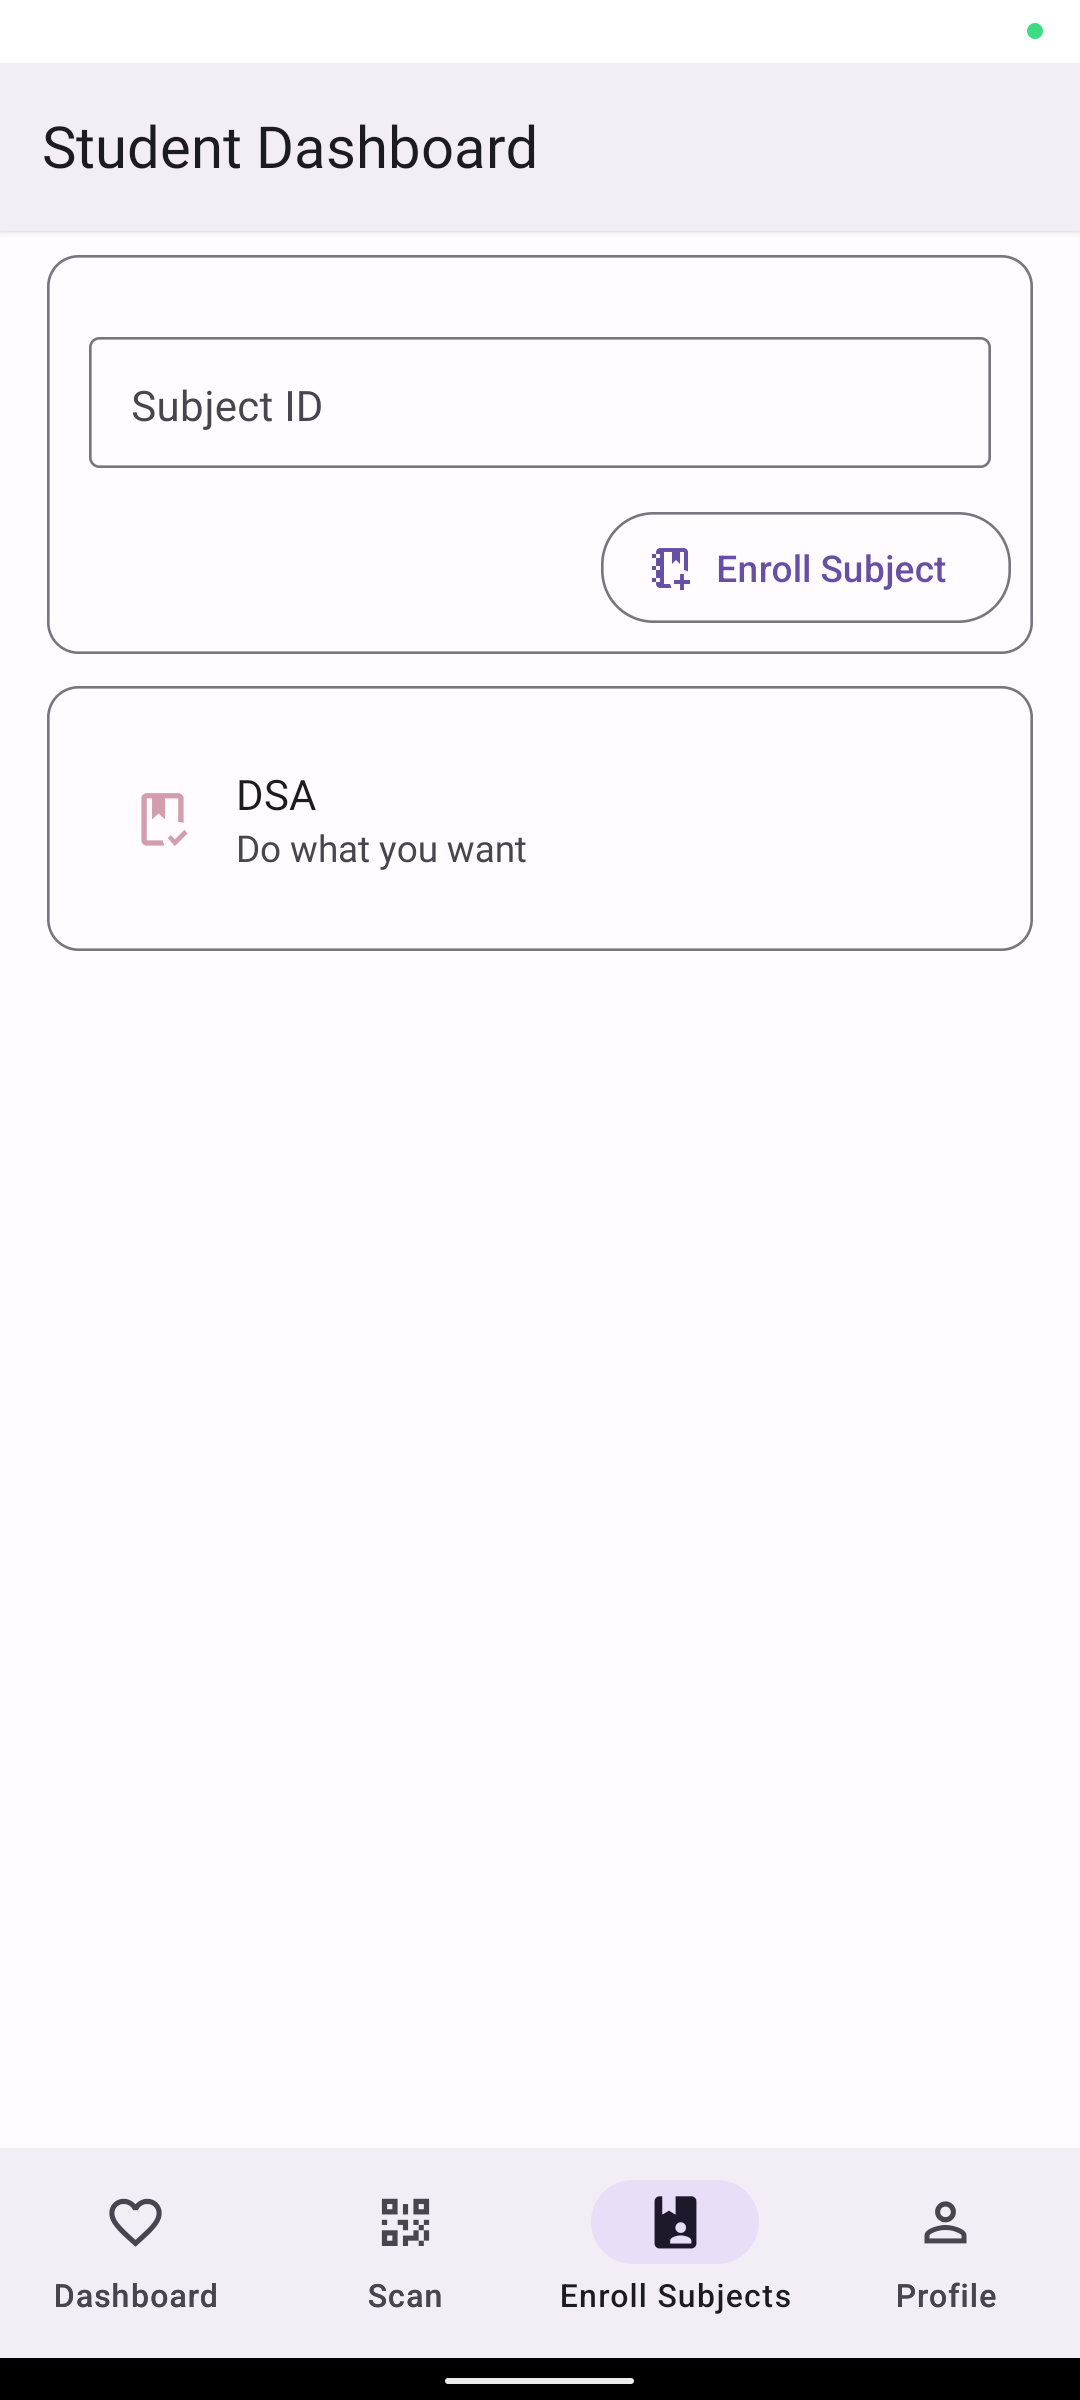 Student Dashboard
Subject ID
Enroll Subject
DSA
Do what you want
Dashboard
Scan
Enroll Subjects
Profile